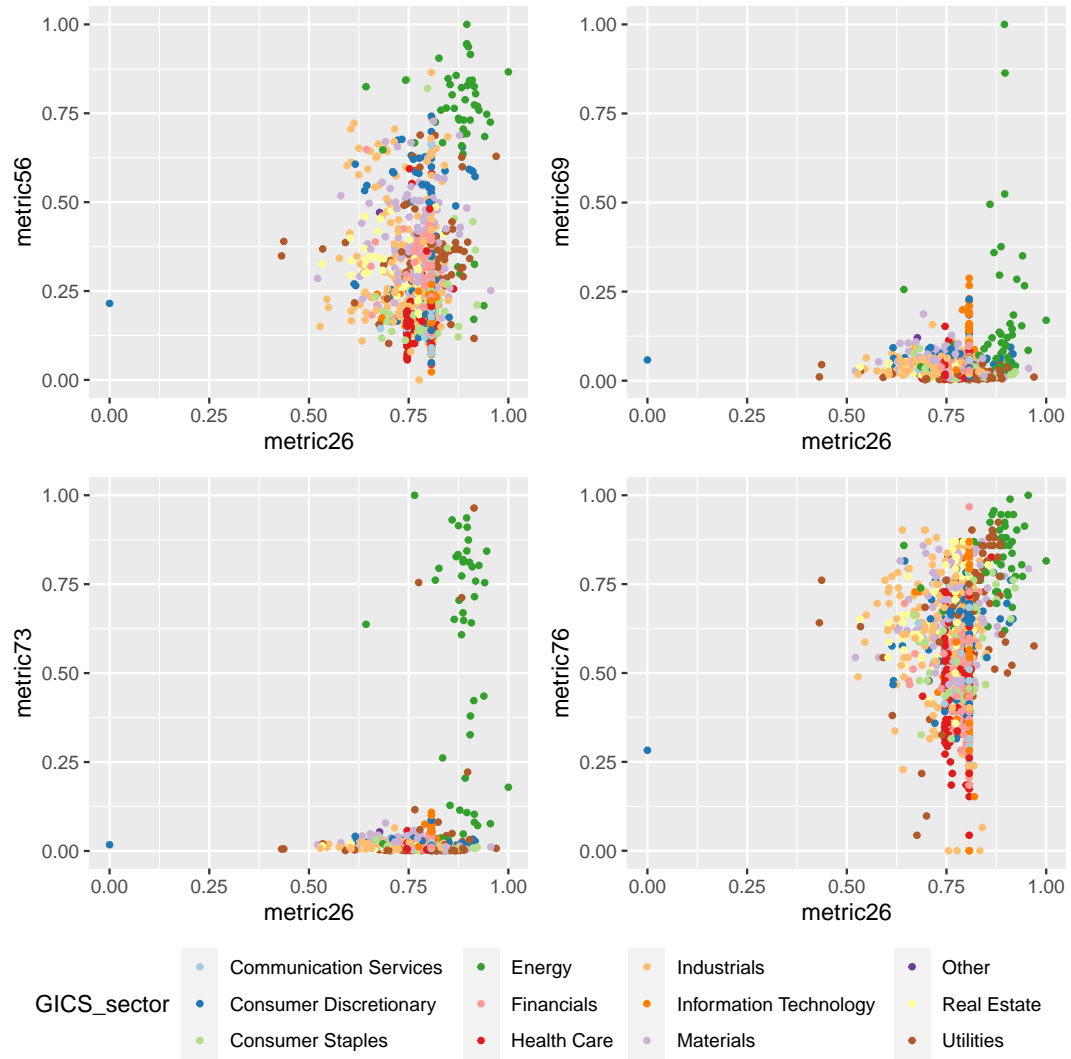 1.00
0.75
0.50
0.25
0.00
metric56
0.00 0.25 0.50 0.75 1.00
metric26
1.00
0.75
0.50
0.25
0.00
metric69
0.00 0.25 0.50 0.75 1.00
metric26
1.00
0.75
0.50
0.25
0.00
metric73
0.00 0.25 0.50 0.75 1.00
metric26
1.00
0.75
0.50
0.25
0.00
metric76
0.00 0.25 0.50 0.75 1.00
metric26
GICS_sector
Communication Services
Consumer Discretionary
Consumer Staples
Energy
Financials
Health Care
Industrials
Information Technology
Materials
Other
Real Estate
Utilities